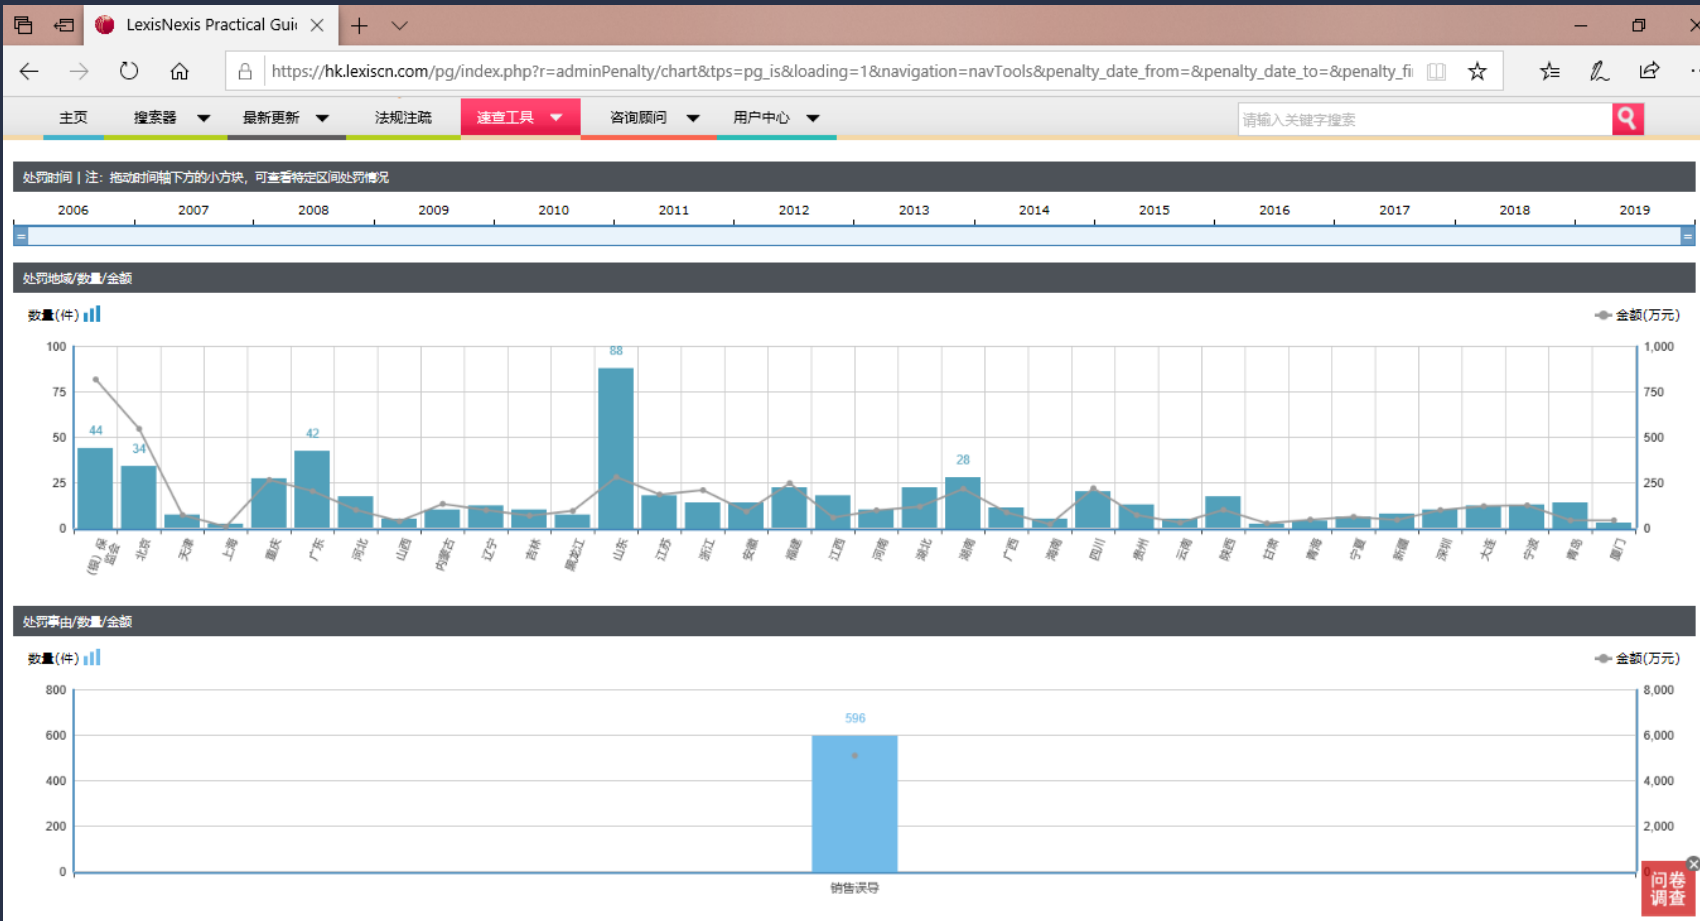 LexisNexis Practical Gui
https://hk.lexiscn.com/pg/index.php?r=adminPenalty/chart&tps=pg_is&loading=1&navigation=navTools&penalty_date_from=&penalty_date_to=&penalty_fi
主页 搜索器 最新更新 法规注疏 速查工具 咨询顾问 用户中心 请输入关键字搜索
处罚时间 | 注：拖动时间轴下方的小方块，可查看特定区间处罚情况
2006 2007 2008 2009 2010 2011 2012 2013 2014 2015 2016 2017 2018 2019
处罚地域/数量/金额
数量(件) 金额(万元)
100 88 1,000
75 750
44 42
50 34 28 500
25 250
0 0
(银) 保监会 北京 天津 上海 重庆 广东 河北 山西 内蒙古 辽宁 吉林 黑龙江 山东 江苏 浙江 安徽 福建 江西 河南 湖北 湖南 广西 海南 四川 贵州 云南 陕西 甘肃 青海 宁夏 新疆 深圳 大连 宁波 青岛 厦门
处罚事由/数量/金额
数量(件) 金额(万元)
800 8,000
596
600 6,000
400 4,000
200 2,000
0 0
销售误导
问卷
调查